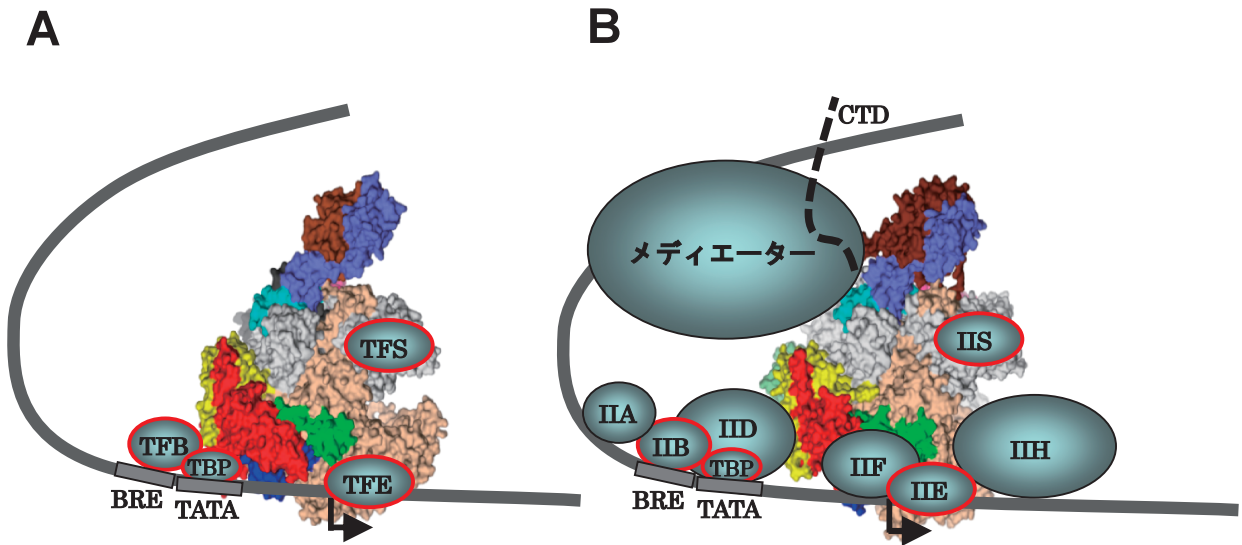 A
TFS
TFB
TBP
TFE
BRE
TATA
B
CTD
メディエーター
IIS
IIA
IIB
IID
TBP
IIF
IIE
IIH
BRE
TATA